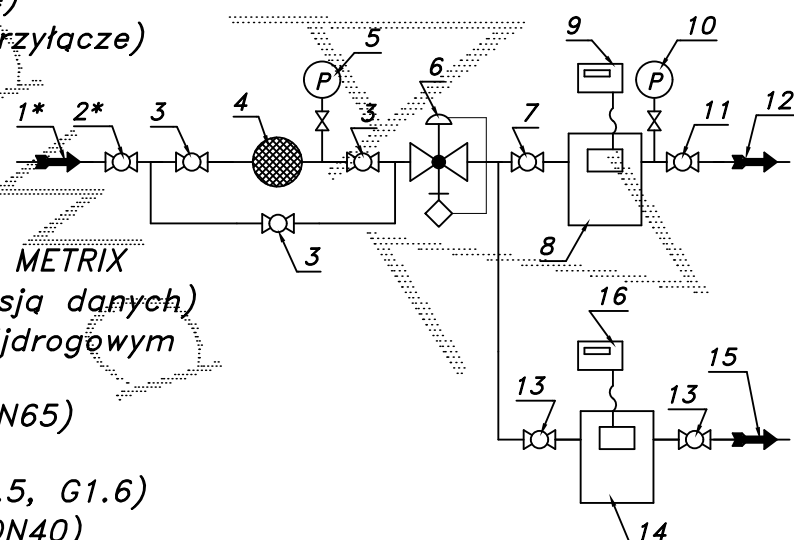 rzyłącze)
5
9
10
6
1*
2*
3
4
P
3
7
P
11
12
METRIX
3
8
sją danych)
16
jdrogowym
13
13
15
N65)
.5, G1.6)
DN40)
14